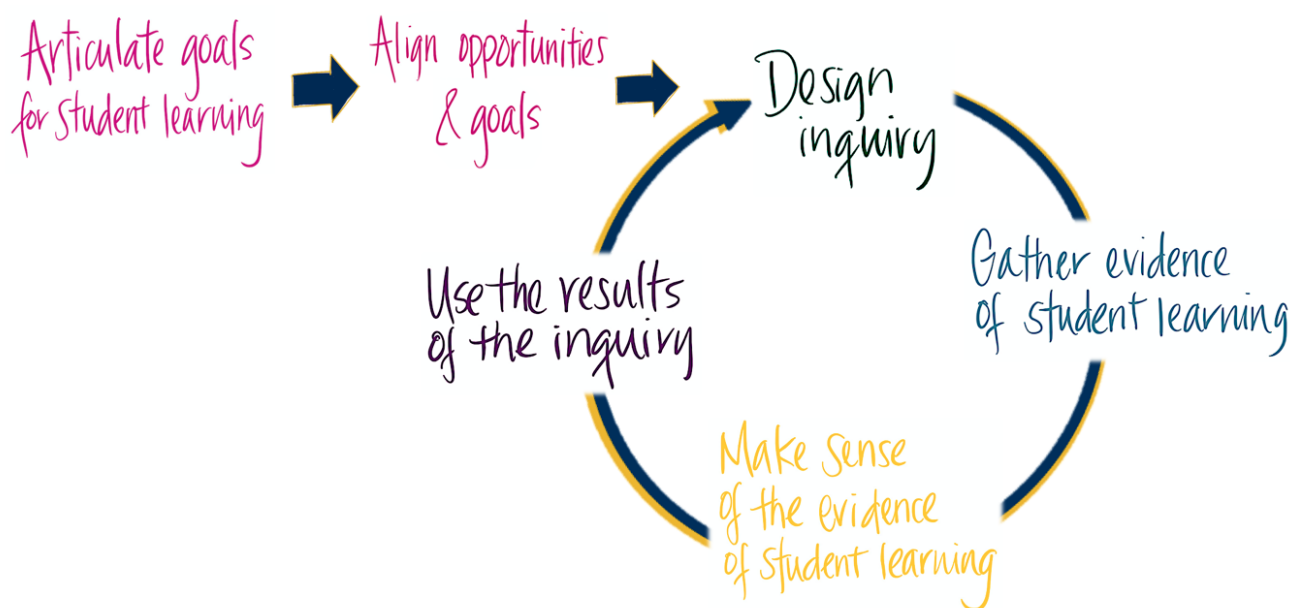 Articulate goals
for student learning
Align opportunities
& goals
Design
inquiry
Gather evidence
of student learning
Make sense
of the evidence
of student learning
Use the results
of the inquiry